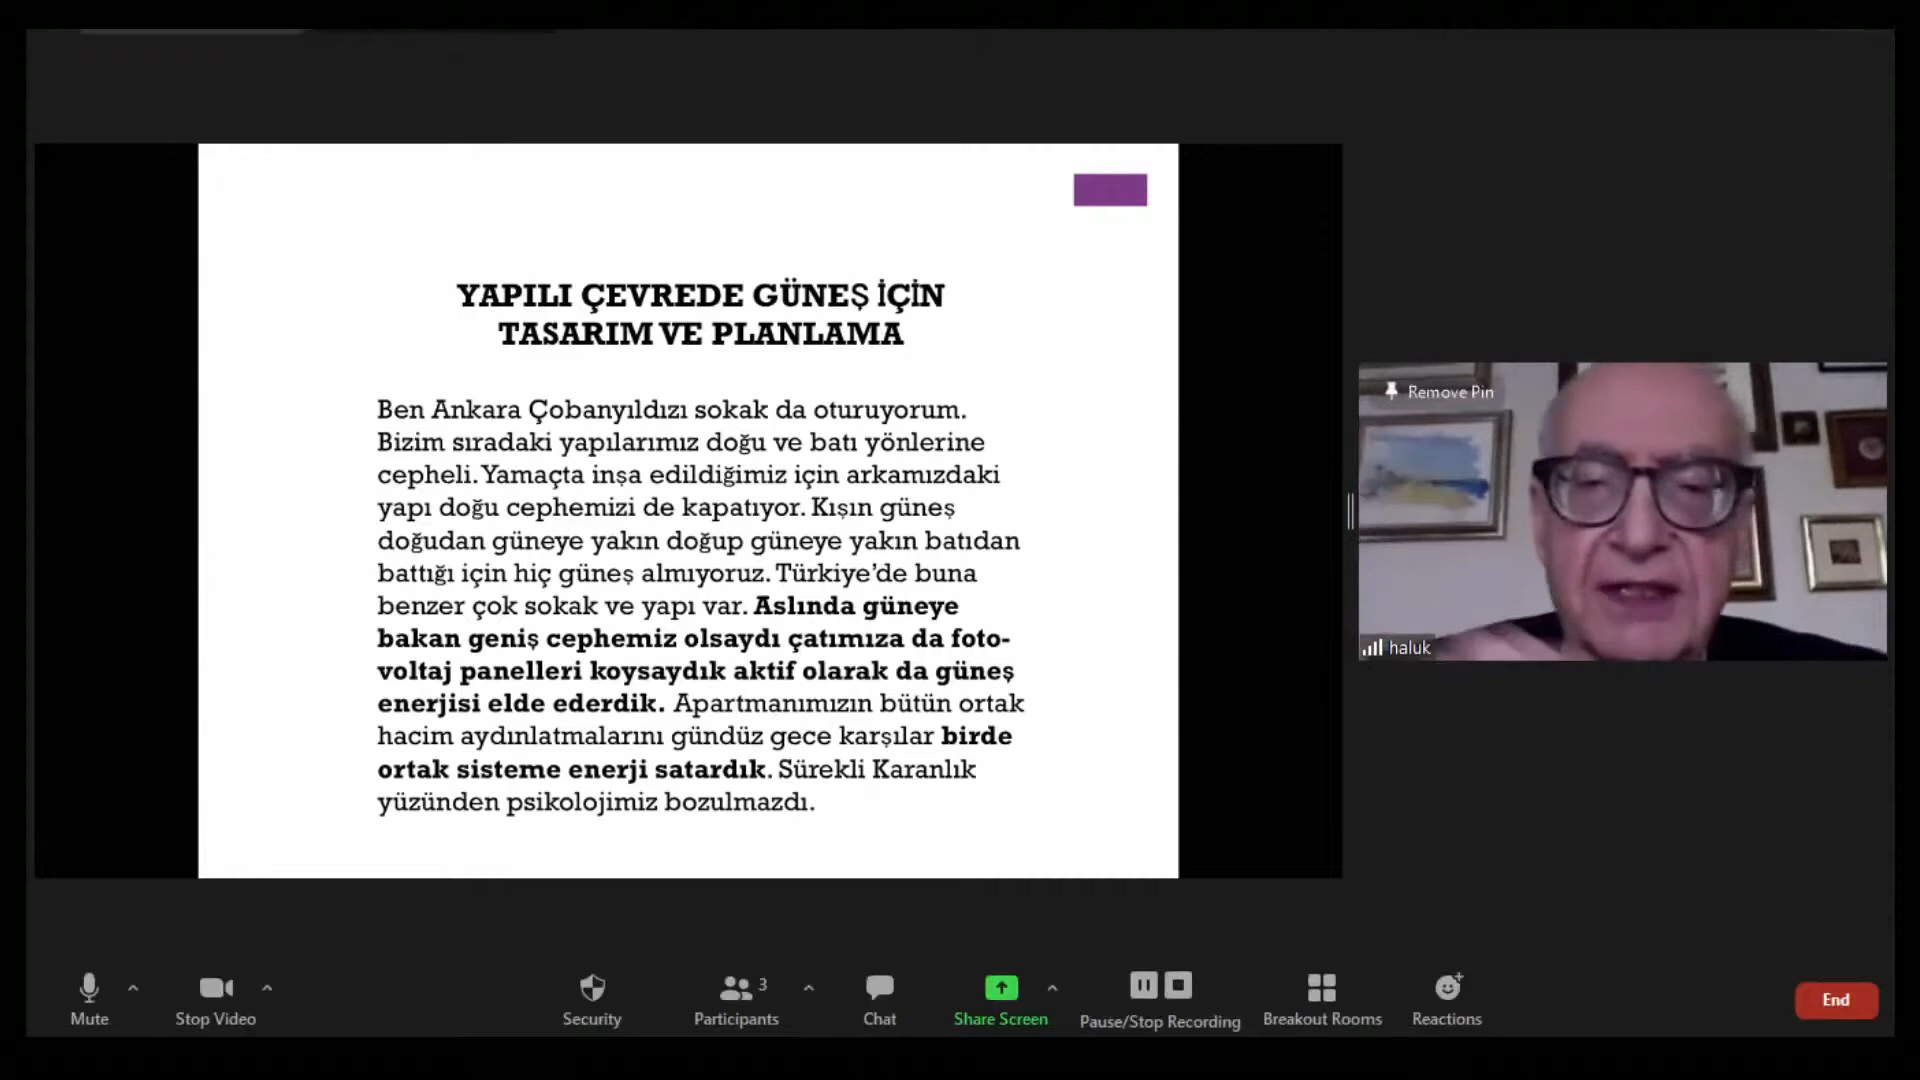 YAPILI ÇEVREDE GÜNEŞ İÇİN
TASARIM VE PLANLAMA
Ben Ankara Çobanyıldızı sokak da oturuyorum.
Bizim sıradaki yapılarımız doğu ve batı yönlerine
cepheli. Yamaçta inşa edildiğimiz için arkamızdaki
yapı doğu cephemizi de kapatıyor. Kışın güneş
doğudan güneye yakın doğup güneye yakın batıdan
battığı için hiç güneş almıyoruz. Türkiye’de buna
benzer çok sokak ve yapı var. Aslında güneye
bakan geniş cephemiz olsaydı çatımıza da foto-
voltaj panelleri koysaydık aktif olarak da güneş
enerjisi elde ederdik. Apartmanımızın bütün ortak
hacim aydınlatmalarını gündüz gece karşılar birde
ortak sisteme enerji satardık. Sürekli Karanlık
yüzünden psikolojimiz bozulmazdı.
Remove Pin
haluk
Mute
Stop Video
Security
3
Participants
Chat
Share Screen
Pause/Stop Recording
Breakout Rooms
Reactions
End